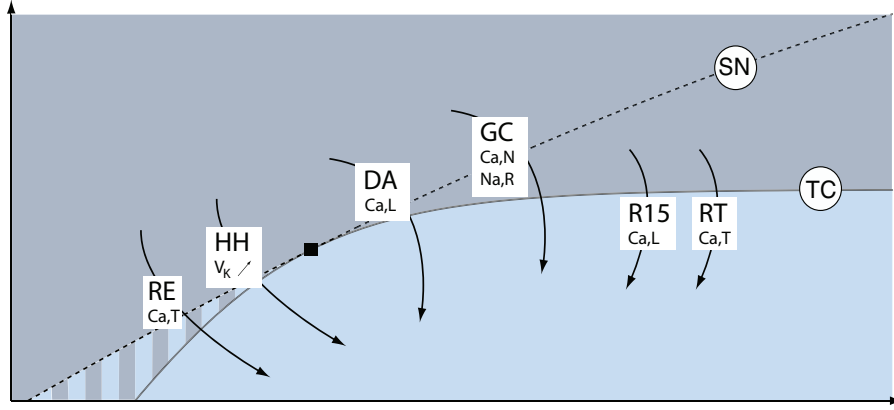 SN
GC
Ca,N
Na,R
DA
Ca,L
TC
R15
Ca,L
RT
Ca,T
HH
VK ↗
RE
Ca,T